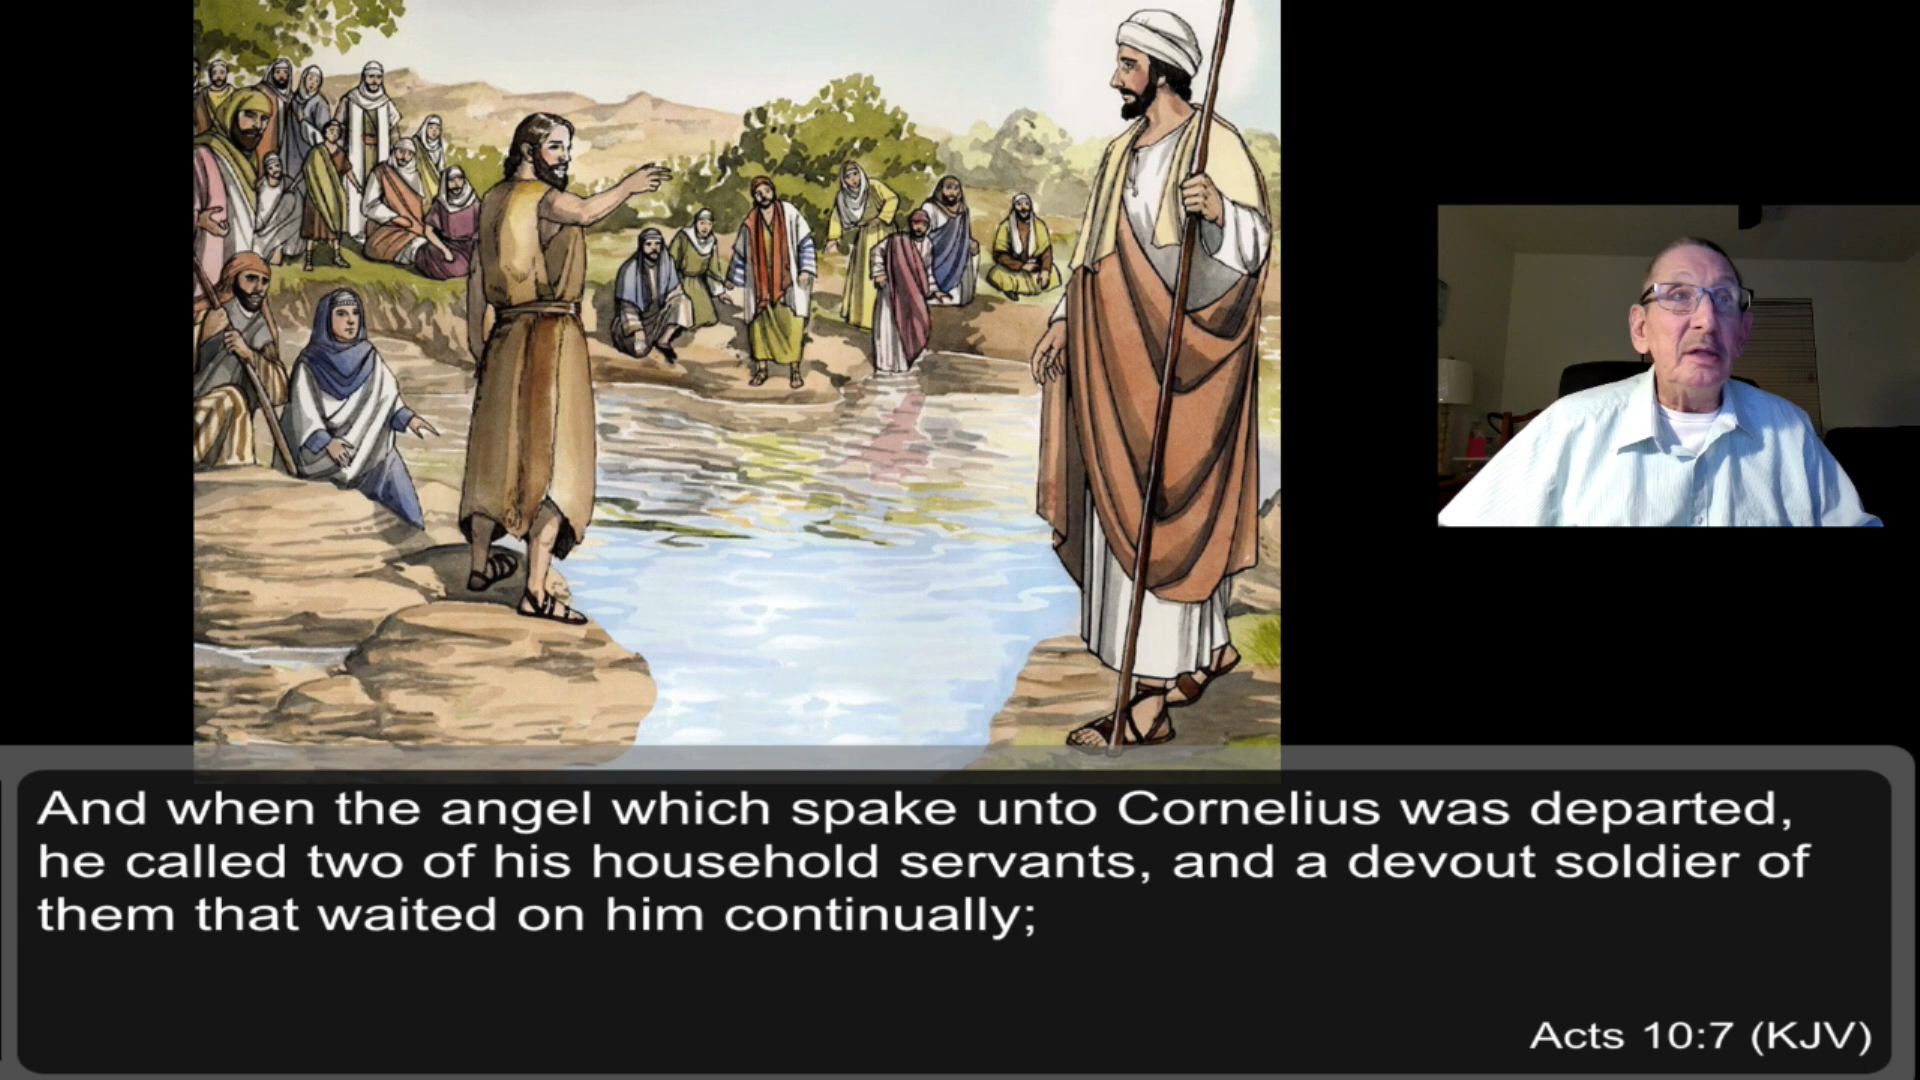 And when the angel which spake unto Cornelius was departed,
he called two of his household servants, and a devout soldier of
them that waited on him continually;
Acts 10:7 (KJV)